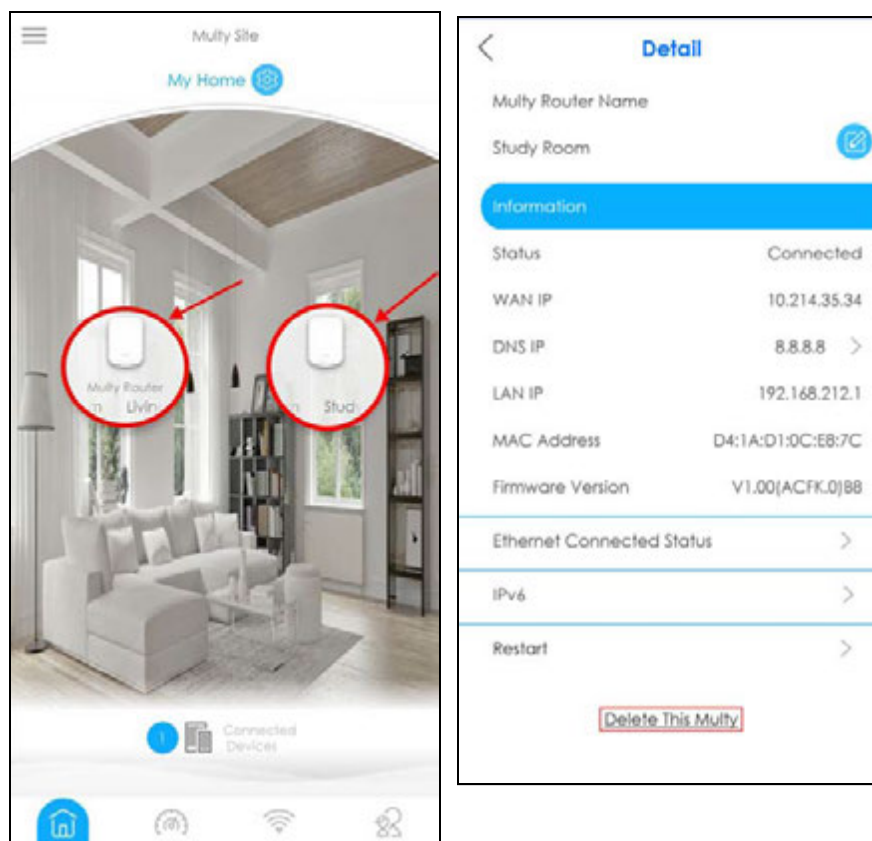 Multy Site
My Home
Multy Router
m Living
n Study
1
Connected
Devices
Detail
Multy Router Name
Study Room
Information
Status Connected
WAN IP 10.214.35.34
DNS IP 8.8.8.8 >
LAN IP 192.168.212.1
MAC Address D4:1A:D1:0C:E8:7C
Firmware Version V1.00(ACFK.0)B8
Ethernet Connected Status >
IPv6 >
Restart >
Delete This Multy